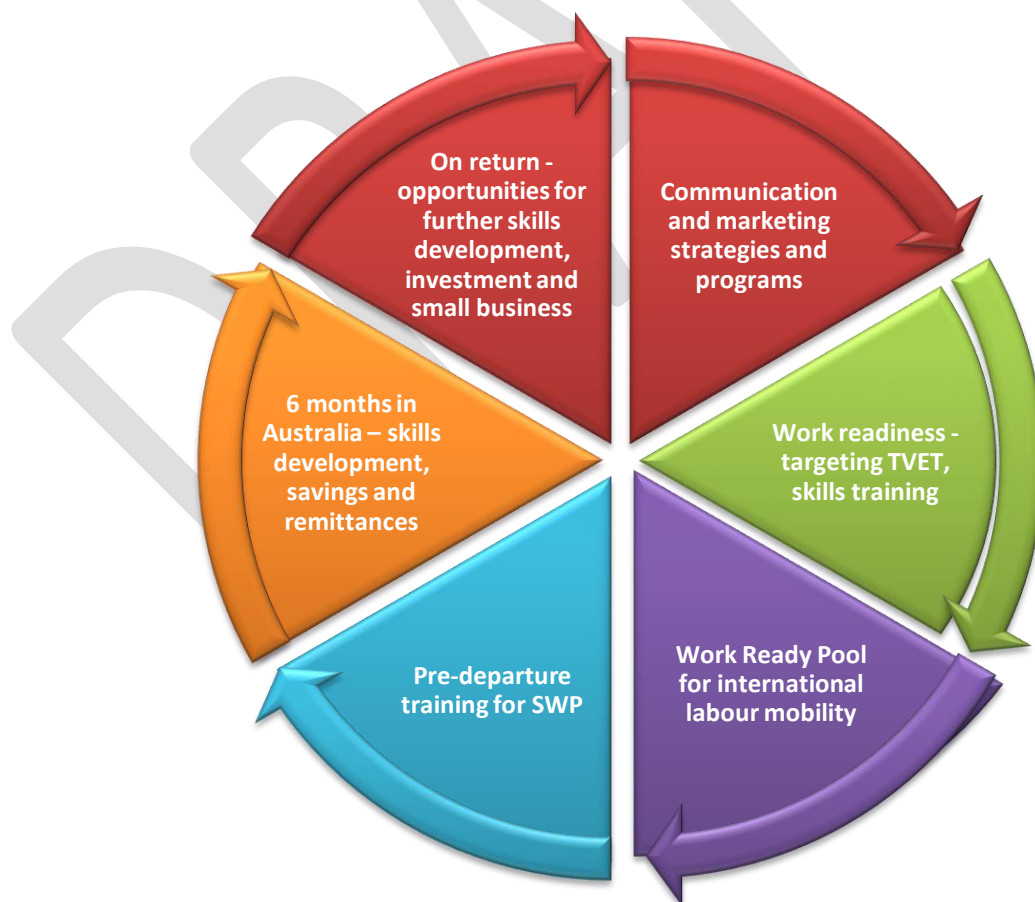 On return -
opportunities for
further skills
development,
investment and
small business
Communication
and marketing
strategies and
programs
6 months in
Australia – skills
development,
savings and
remittances
Work readiness -
targeting TVET,
skills training
Pre-departure
training for SWP
Work Ready Pool
for international
labour mobility